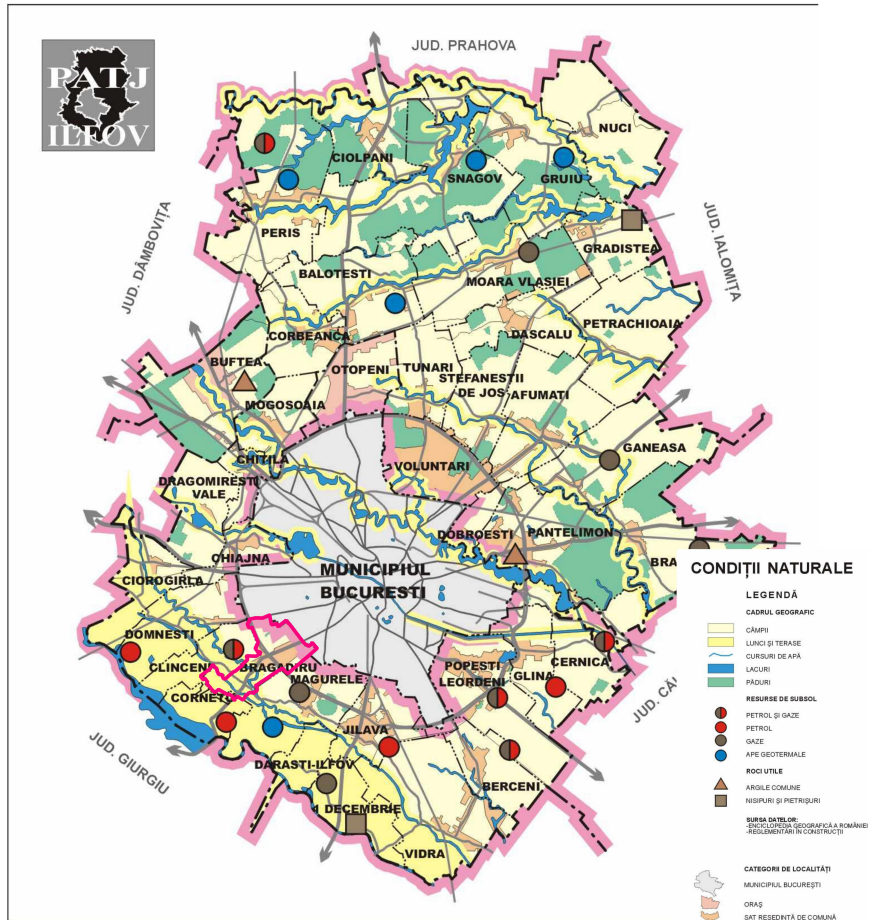 JUD. PRAHOVA
PATJ
ILFOV
NUCI
CIOLPANI
SNAGOV
GRUIU
JUD. DÂMBOVIȚA
PERIS
GRADISTEA
JUD. IALOMIȚA
BALOTESTI
MOARA VLASIEI
PETRACHIOAIA
CORBEANCA
DASCALU
BUFTEA
OTOPENI
TUNARI
STEFANESTII
DE JOS
AFUMATI
MOGOSOAIA
GANEASA
CHITILA
VOLUNTARI
DRAGOMIRESTI
VALE
DOBROESTI
PANTELIMON
CHIAJNA
BRA
MUNICIPIUL
BUCURESTI
CIOROGIRLA
DOMNESTI
CLINCENI
BRAGADIRU
POPESTI
LEORDENI
CERNICA
GLINA
MAGURELE
CORNETU
JUD. CĂ
JILAVA
JUD. GIURGIU
DARASTI-ILFOV
BERCENI
1 DECEMBRIE
VIDRA
CONDIȚII NATURALE
LEGENDĂ
CADRUL GEOGRAFIC
CÂMPII
LUNCI ȘI TERASE
CURSURI DE APĂ
LACURI
PĂDURI
RESURSE DE SUBSOL
PETROL ȘI GAZE
PETROL
GAZE
APE GEOTERMALE
ROCI UTILE
ARGILE COMUNE
NISIPURI ȘI PIETRIȘURI
SURSA DATELOR:
-ENCICLOPEDIA GEOGRAFICĂ A ROMÂNIEI
-REGLEMENTĂRI ÎN CONSTRUCȚII
CATEGORII DE LOCALITĂȚI
MUNICIPIUL BUCUREȘTI
ORAȘ
SAT REȘEDINȚĂ DE COMUNĂ